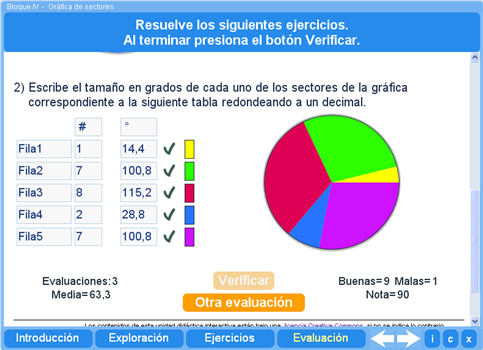 Bloque IV - Gráfica de sectores
Resuelve los siguientes ejercicios.
Al terminar presiona el botón Verificar.
2) Escribe el tamaño en grados de cada uno de los sectores de la gráfica
correspondiente a la siguiente tabla redondeando a un decimal.
# °
Fila1 1 14,4
Fila2 7 100,8
Fila3 8 115,2
Fila4 2 28,8
Fila5 7 100,8
Evaluaciones:3 Verificar Buenas=9 Malas=1
Media=63,3 Otra evaluación Nota=90
Los contenidos de esta unidad didáctica interactiva están bajo una licencia Creative Commons, si no se indica lo contrario.
Introducción Exploración Ejercicios Evaluación i c x